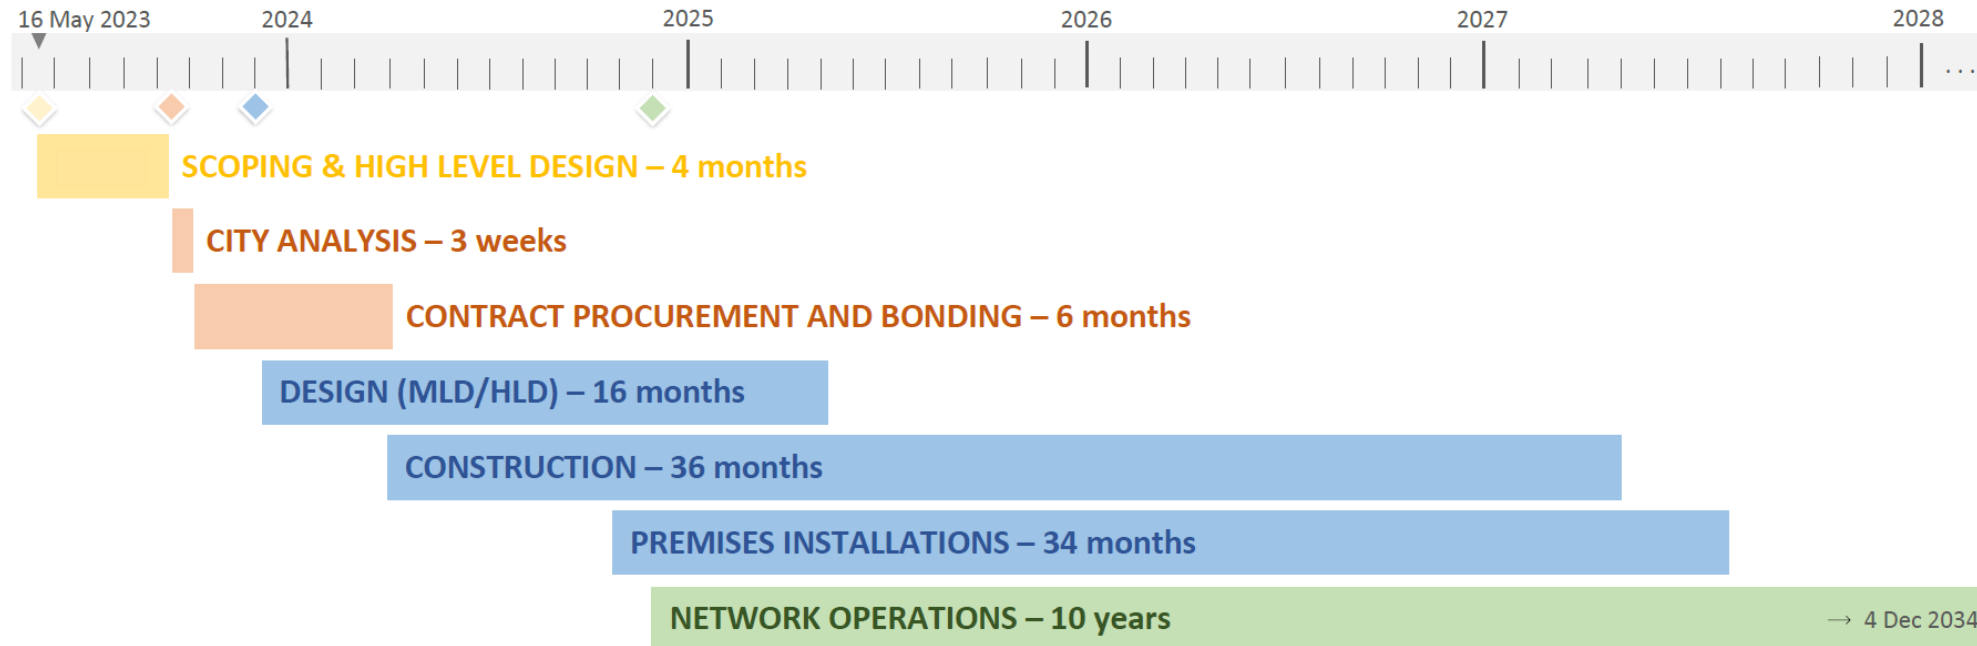 16 May 2023 2024 2025 2026 2027 2028
...
SCOPING & HIGH LEVEL DESIGN – 4 months
CITY ANALYSIS – 3 weeks
CONTRACT PROCUREMENT AND BONDING – 6 months
DESIGN (MLD/HLD) – 16 months
CONSTRUCTION – 36 months
PREMISES INSTALLATIONS – 34 months
NETWORK OPERATIONS – 10 years → 4 Dec 2034